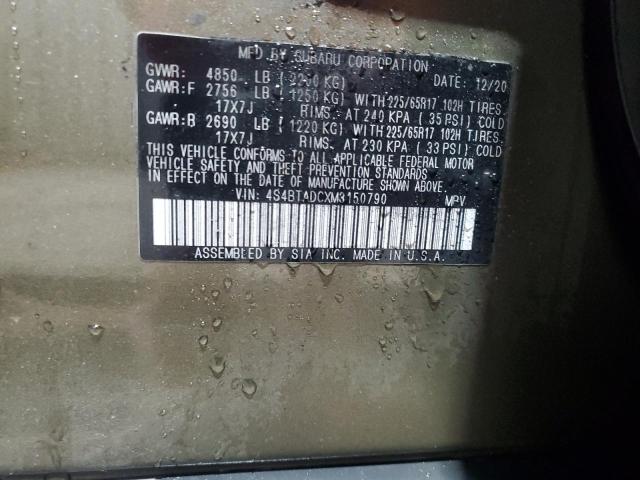 MFD BY SUBARU CORPORATION
GVWR: 4850 LB ( 2200 KG) DATE: 12/20
GAWR:F 2756 LB ( 1250 KG) WITH 225/65R17 102H TIRES
17X7J RIMS. AT 240 KPA ( 35 PSI) COLD
GAWR:B 2690 LB ( 1220 KG) WITH 225/65R17 102H TIRES.
17X7J RIMS. AT 230 KPA ( 33 PSI) COLD
THIS VEHICLE CONFORMS TO ALL APPLICABLE FEDERAL MOTOR
VEHICLE SAFETY AND THEFT PREVENTION STANDARDS
IN EFFECT ON THE DATE OF MANUFACTURE SHOWN ABOVE.
VIN: 4S4BTADCXM3150790 MPV
ASSEMBLED BY SIA INC. MADE IN U.S.A.